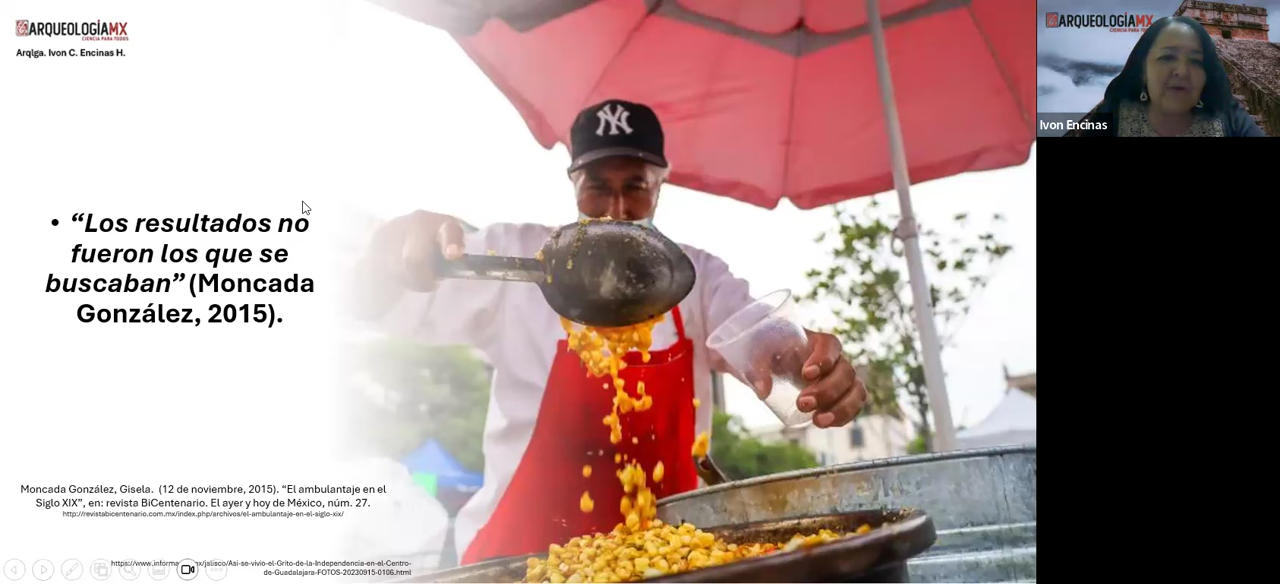 ARQUEOLOGÍAMX
CIENCIA PARA TODOS
Arqlga. Ivon C. Encinas H.
NY
• “Los resultados no
fueron los que se
buscaban” (Moncada
González, 2015).
Moncada González, Gisela. (12 de noviembre, 2015). “El ambulantaje en el
Siglo XIX”, en: revista BiCentenario. El ayer y hoy de México, núm. 27.
http://revistabicentenario.com.mx/index.php/archivos/el-ambulantaje-en-el-siglo-xix/
https://www.informa mx/jalisco/Asi-se-vivio-el-Grito-de-la-Independencia-en-el-Centro-
de-Guadalajara-FOTOS-20230915-0106.html
ARQUEOLOGÍAMX
CIENCIA PARA TODOS
Ivon Encinas